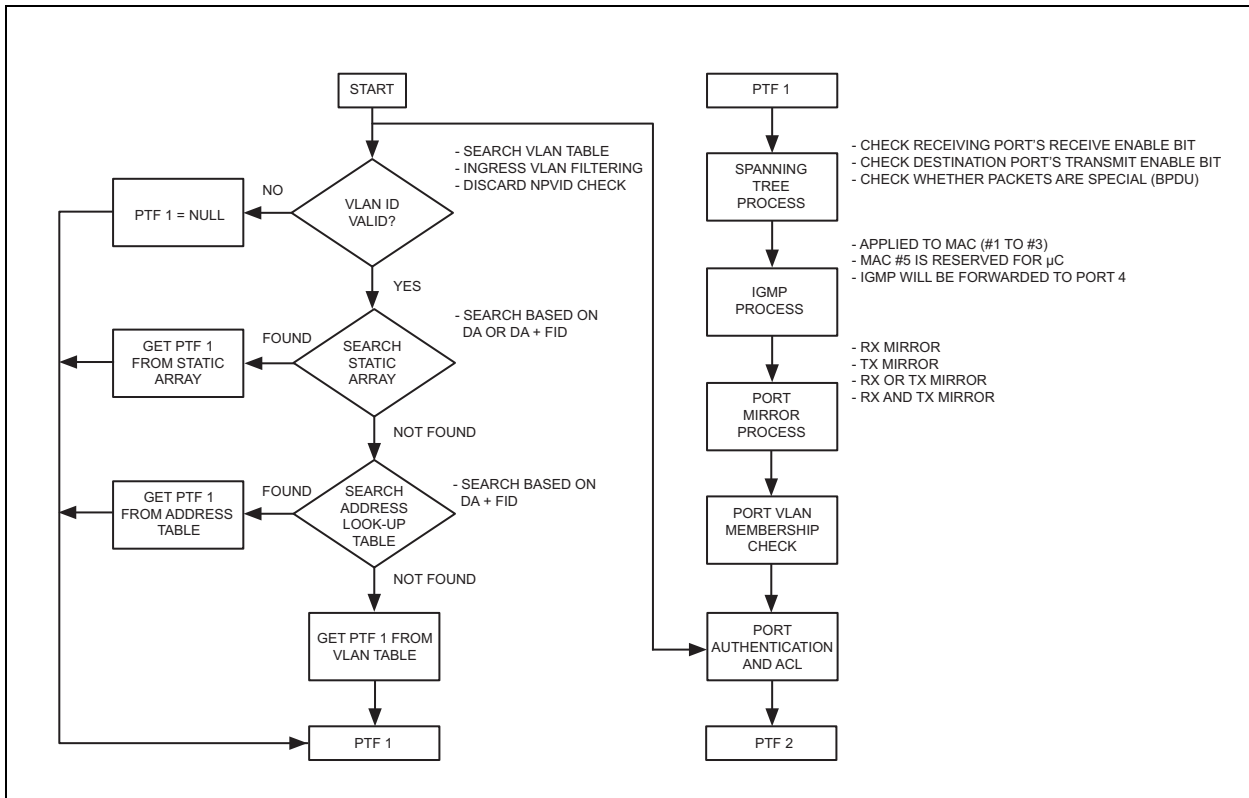 START
- SEARCH VLAN TABLE
- INGRESS VLAN FILTERING
- DISCARD NPVID CHECK
VLAN ID
VALID?
NO
PTF 1 = NULL
YES
- SEARCH BASED ON
DA OR DA + FID
SEARCH
STATIC
ARRAY
FOUND
GET PTF 1
FROM STATIC
ARRAY
NOT FOUND
- SEARCH BASED ON
DA + FID
SEARCH
ADDRESS
LOOK-UP
TABLE
FOUND
GET PTF 1
FROM ADDRESS
TABLE
NOT FOUND
GET PTF 1 FROM
VLAN TABLE
PTF 1
PTF 1
SPANNING
TREE
PROCESS
- CHECK RECEIVING PORT'S RECEIVE ENABLE BIT
- CHECK DESTINATION PORT'S TRANSMIT ENABLE BIT
- CHECK WHETHER PACKETS ARE SPECIAL (BPDU)
IGMP
PROCESS
- APPLIED TO MAC (#1 TO #3)
- MAC #5 IS RESERVED FOR µC
- IGMP WILL BE FORWARDED TO PORT 4
PORT
MIRROR
PROCESS
- RX MIRROR
- TX MIRROR
- RX OR TX MIRROR
- RX AND TX MIRROR
PORT VLAN
MEMBERSHIP
CHECK
PORT
AUTHENTICATION
AND ACL
PTF 2